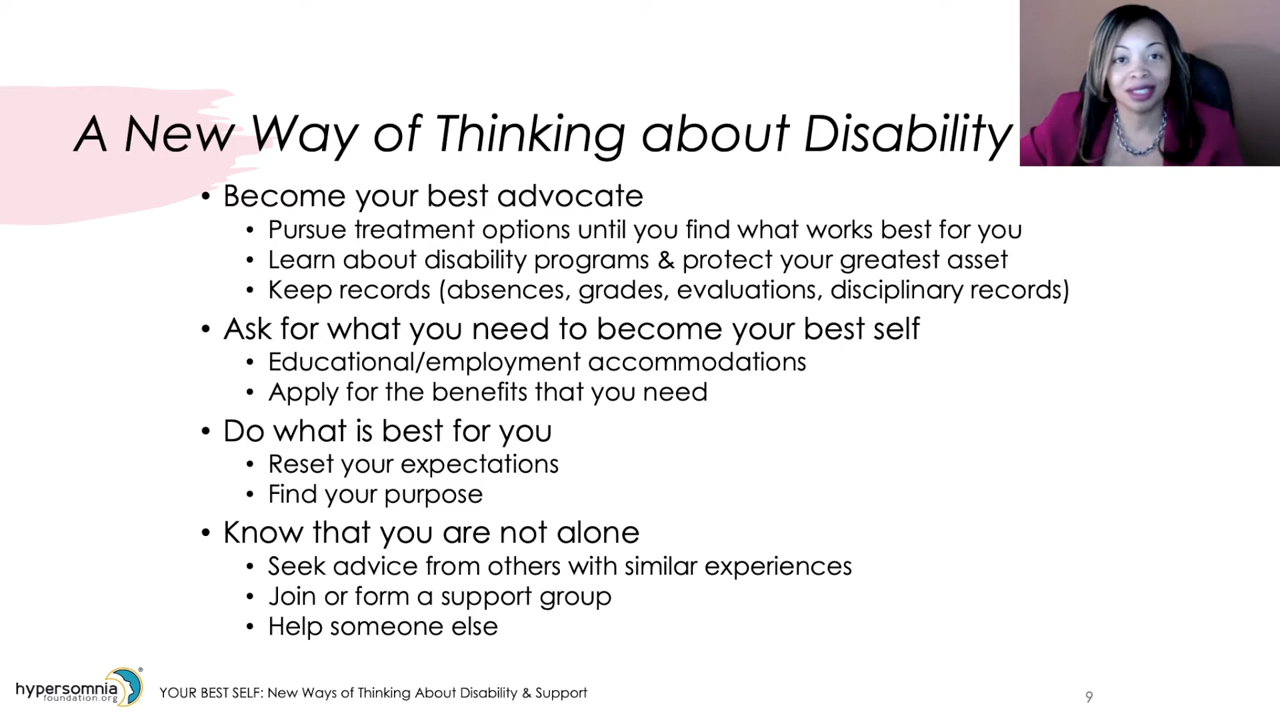 A New Way of Thinking about Disability
• Become your best advocate
• Pursue treatment options until you find what works best for you
• Learn about disability programs & protect your greatest asset
• Keep records (absences, grades, evaluations, disciplinary records)
• Ask for what you need to become your best self
• Educational/employment accommodations
• Apply for the benefits that you need
• Do what is best for you
• Reset your expectations
• Find your purpose
• Know that you are not alone
• Seek advice from others with similar experiences
• Join or form a support group
• Help someone else
hypersomnia
foundation.org
®
YOUR BEST SELF: New Ways of Thinking About Disability & Support
9